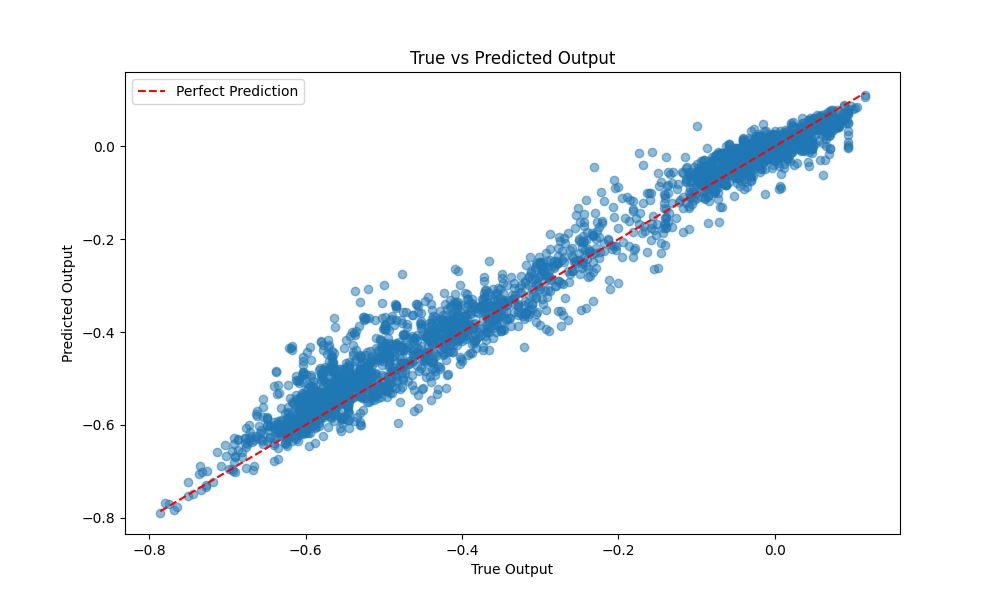 True vs Predicted Output
Perfect Prediction
Predicted Output
0.0
−0.2
−0.4
−0.6
−0.8
−0.8 −0.6 −0.4 −0.2 0.0
True Output